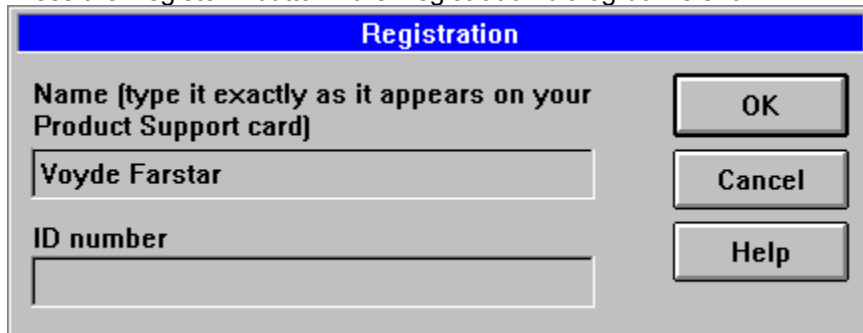 Registration
Name (type it exactly as it appears on your
Product Support card)
OK
Voyde Farstar
Cancel
ID number
Help